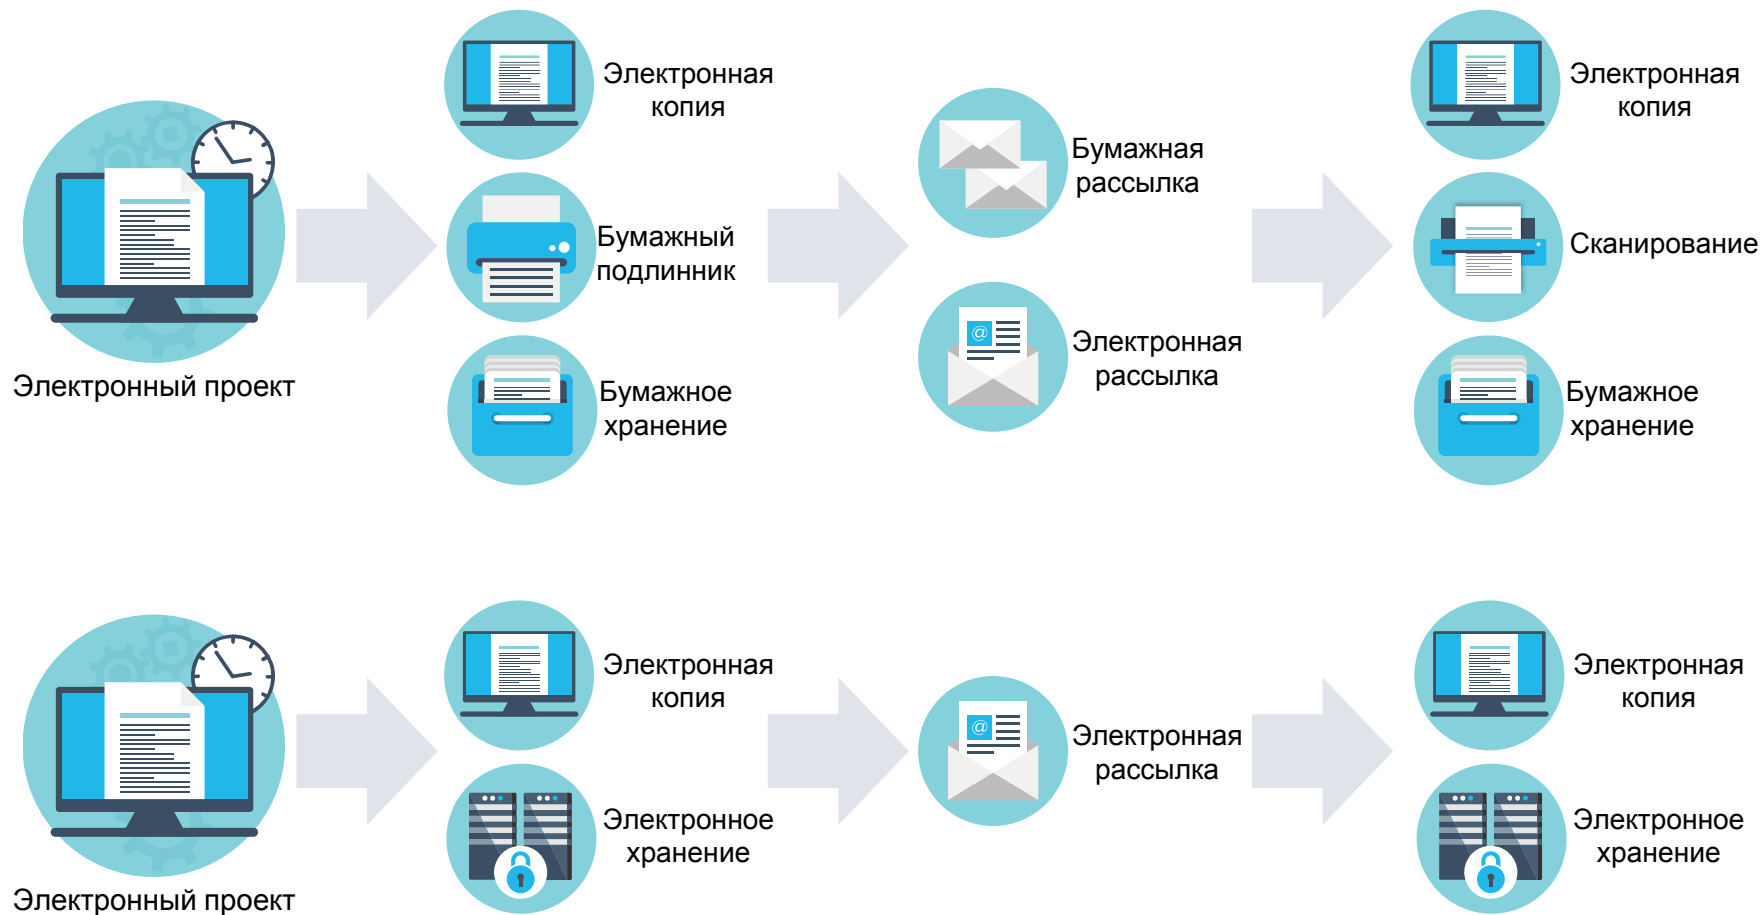 Электронный проект
Электронная
копия
Бумажный
подлинник
Бумажное
хранение
Бумажная
рассылка
Электронная
рассылка
Электронная
копия
Сканирование
Бумажное
хранение
Электронный проект
Электронная
копия
Электронное
хранение
Электронная
рассылка
Электронная
копия
Электронное
хранение